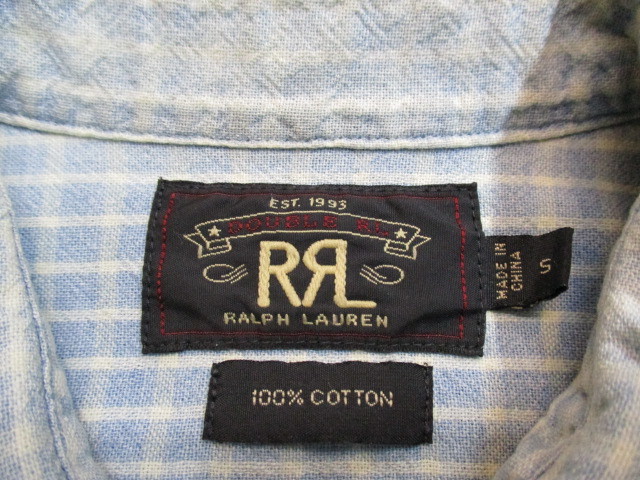 EST. 1993
DOUBLE RL
RRL
RALPH LAUREN
MADE IN
CHINA
S
100% COTTON